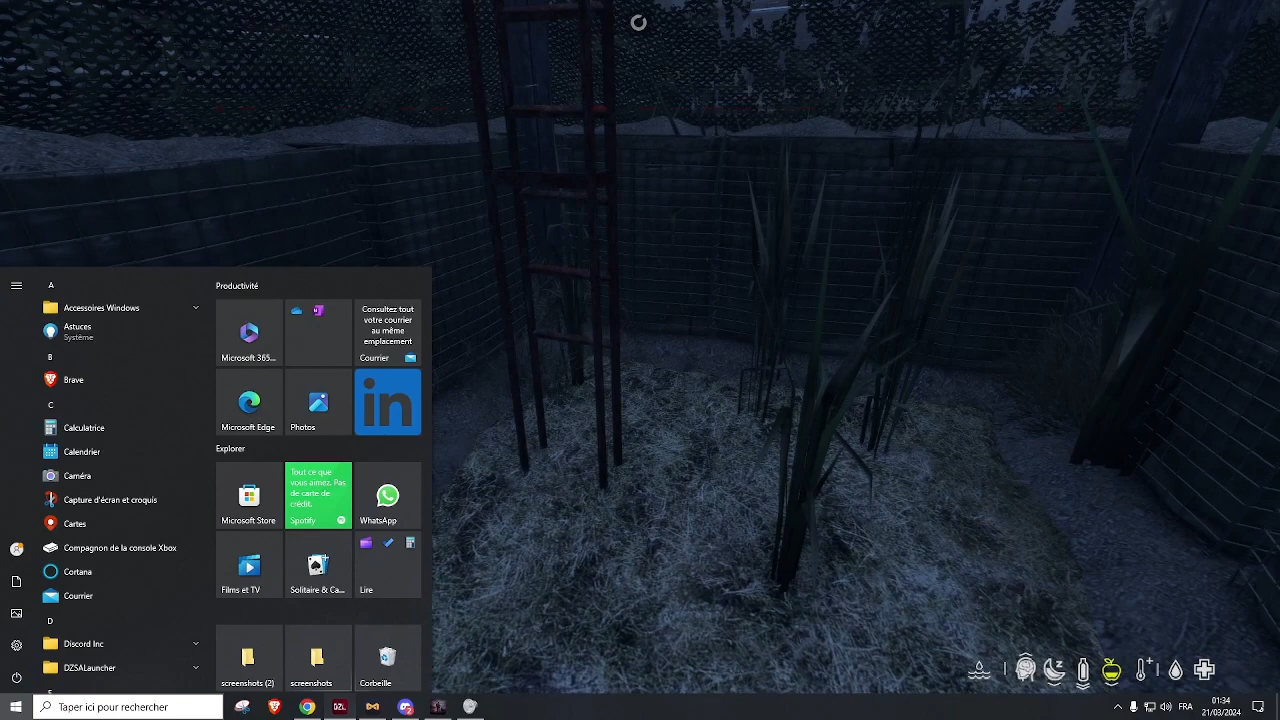 A
Accessoires Windows
Astuces
Système
B
Brave
C
Calculatrice
Calendrier
Caméra
Capture d'écran et croquis
Cartes
Compagnon de la console Xbox
Cortana
Courrier
D
Discord Inc
DZSALauncher
Productivité
Microsoft 365...
Consultez tout
votre courrier
au même
emplacement
Courrier
Microsoft Edge
Photos
in
Explorer
Microsoft Store
Tout ce que
vous aimez. Pas
de carte de
crédit.
Spotify
WhatsApp
Films et TV
Solitaire & Ca...
Lire
screenshots (2)
screenshots
Corbeille
Taper ici pour rechercher
DZL
FRA
01:34
21/03/2024